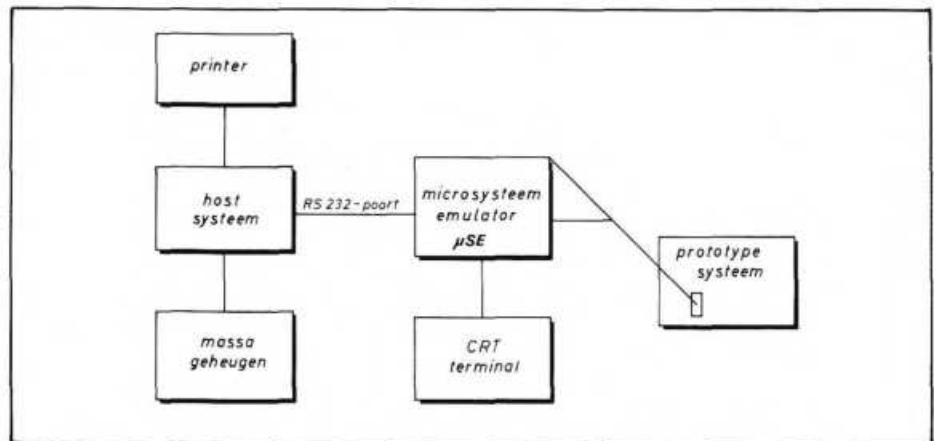 printer
host
systeem
RS 232-poort
microsysteem
emulator
µSE
prototype
systeem
massa
geheugen
CRT
terminal